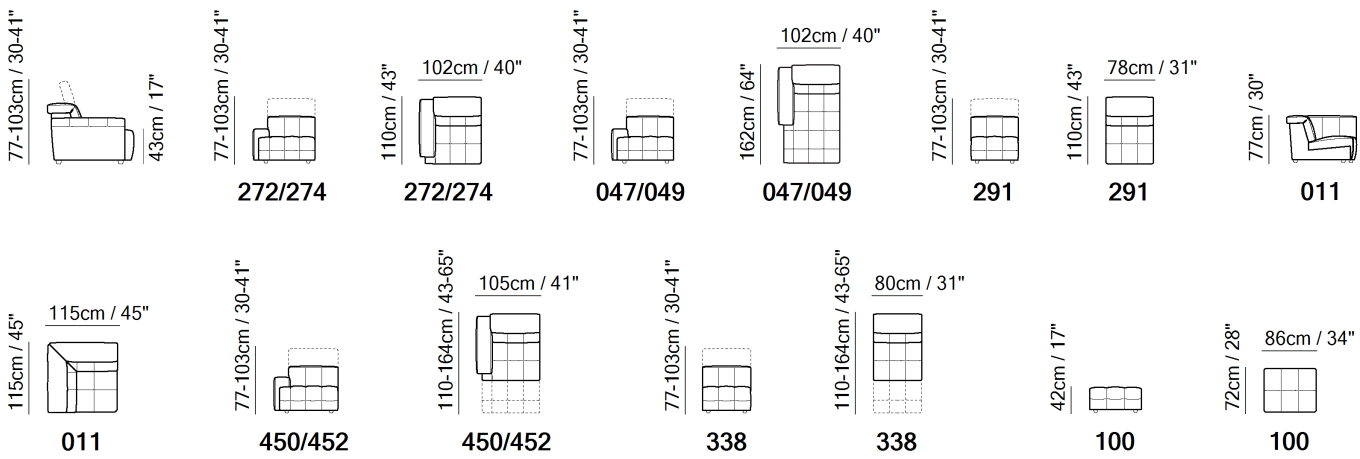 77-103cm / 30-41"
43cm / 17"
77-103cm / 30-41"
272/274
110cm / 43"
102cm / 40"
272/274
77-103cm / 30-41"
047/049
162cm / 64"
102cm / 40"
047/049
77-103cm / 30-41"
291
110cm / 43"
78cm / 31"
291
77cm / 30"
011
115cm / 45"
115cm / 45"
011
77-103cm / 30-41"
450/452
110-164cm / 43-65"
105cm / 41"
450/452
77-103cm / 30-41"
338
110-164cm / 43-65"
80cm / 31"
338
42cm / 17"
100
72cm / 28"
86cm / 34"
100